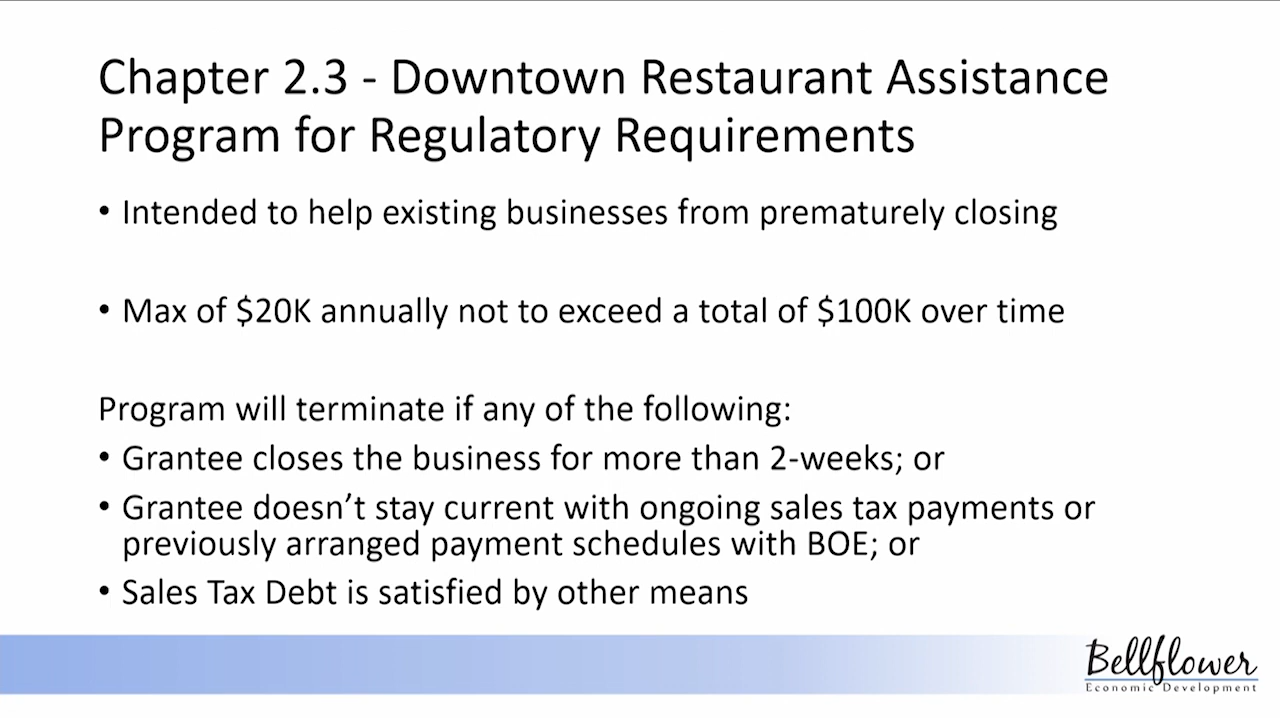 Chapter 2.3 - Downtown Restaurant Assistance
Program for Regulatory Requirements
• Intended to help existing businesses from prematurely closing
• Max of $20K annually not to exceed a total of $100K over time
Program will terminate if any of the following:
• Grantee closes the business for more than 2-weeks; or
• Grantee doesn’t stay current with ongoing sales tax payments or
previously arranged payment schedules with BOE; or
• Sales Tax Debt is satisfied by other means
Bellflower
Economic Development